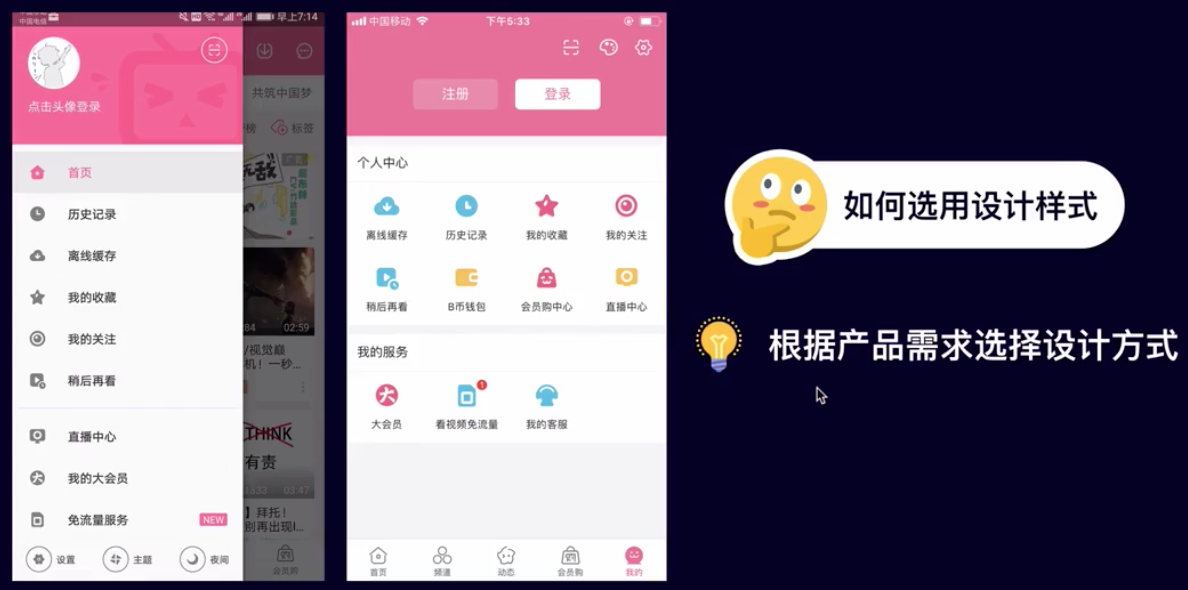 中国电信
早上7:14
点击头像登录
首页
历史记录
离线缓存
我的收藏
我的关注
稍后再看
直播中心
我的大会员
免流量服务
NEW
设置
主题
夜间
共筑中国梦
榜
标签
广告
无敌
84
02:59
/视觉巅
机！一秒...
THINK
有责
1333
03:47
】拜托！
别再出现I...
会员购
中国移动
下午5:33
注册
登录
个人中心
离线缓存
历史记录
我的收藏
我的关注
稍后再看
B币钱包
会员购中心
直播中心
我的服务
大
1
大会员
看视频免流量
我的客服
首页
频道
动态
会员购
我的
如何选用设计样式
根据产品需求选择设计方式